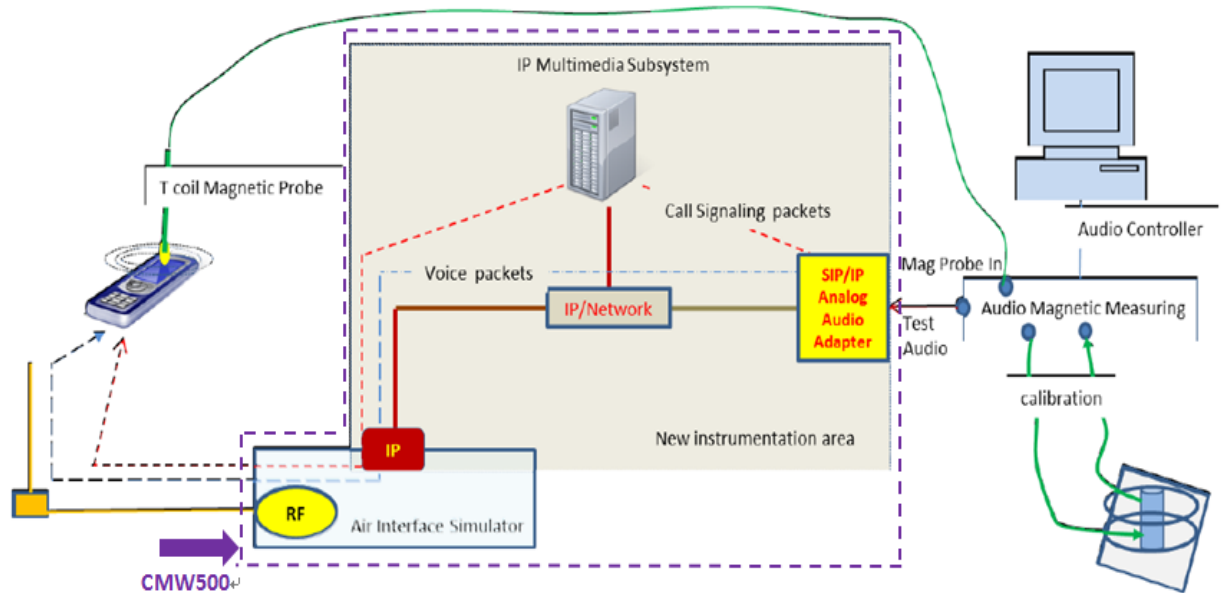 IP Multimedia Subsystem
T coil Magnetic Probe
Call Signaling packets
Audio Controller
Voice packets
Mag Probe In
SIP/IP
Analog
Audio
Adapter
IP/Network
Audio Magnetic Measuring
Test
Audio
calibration
New instrumentation area
IP
RF
Air Interface Simulator
CMW500